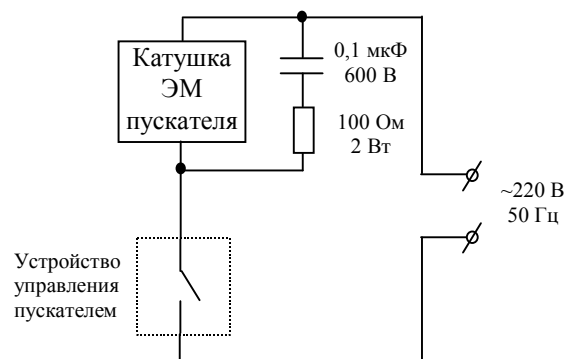 Катушка
ЭМ
пускателя
0,1 мкФ
600 В
100 Ом
2 Вт
~220 В
50 Гц
Устройство
управления
пускателем